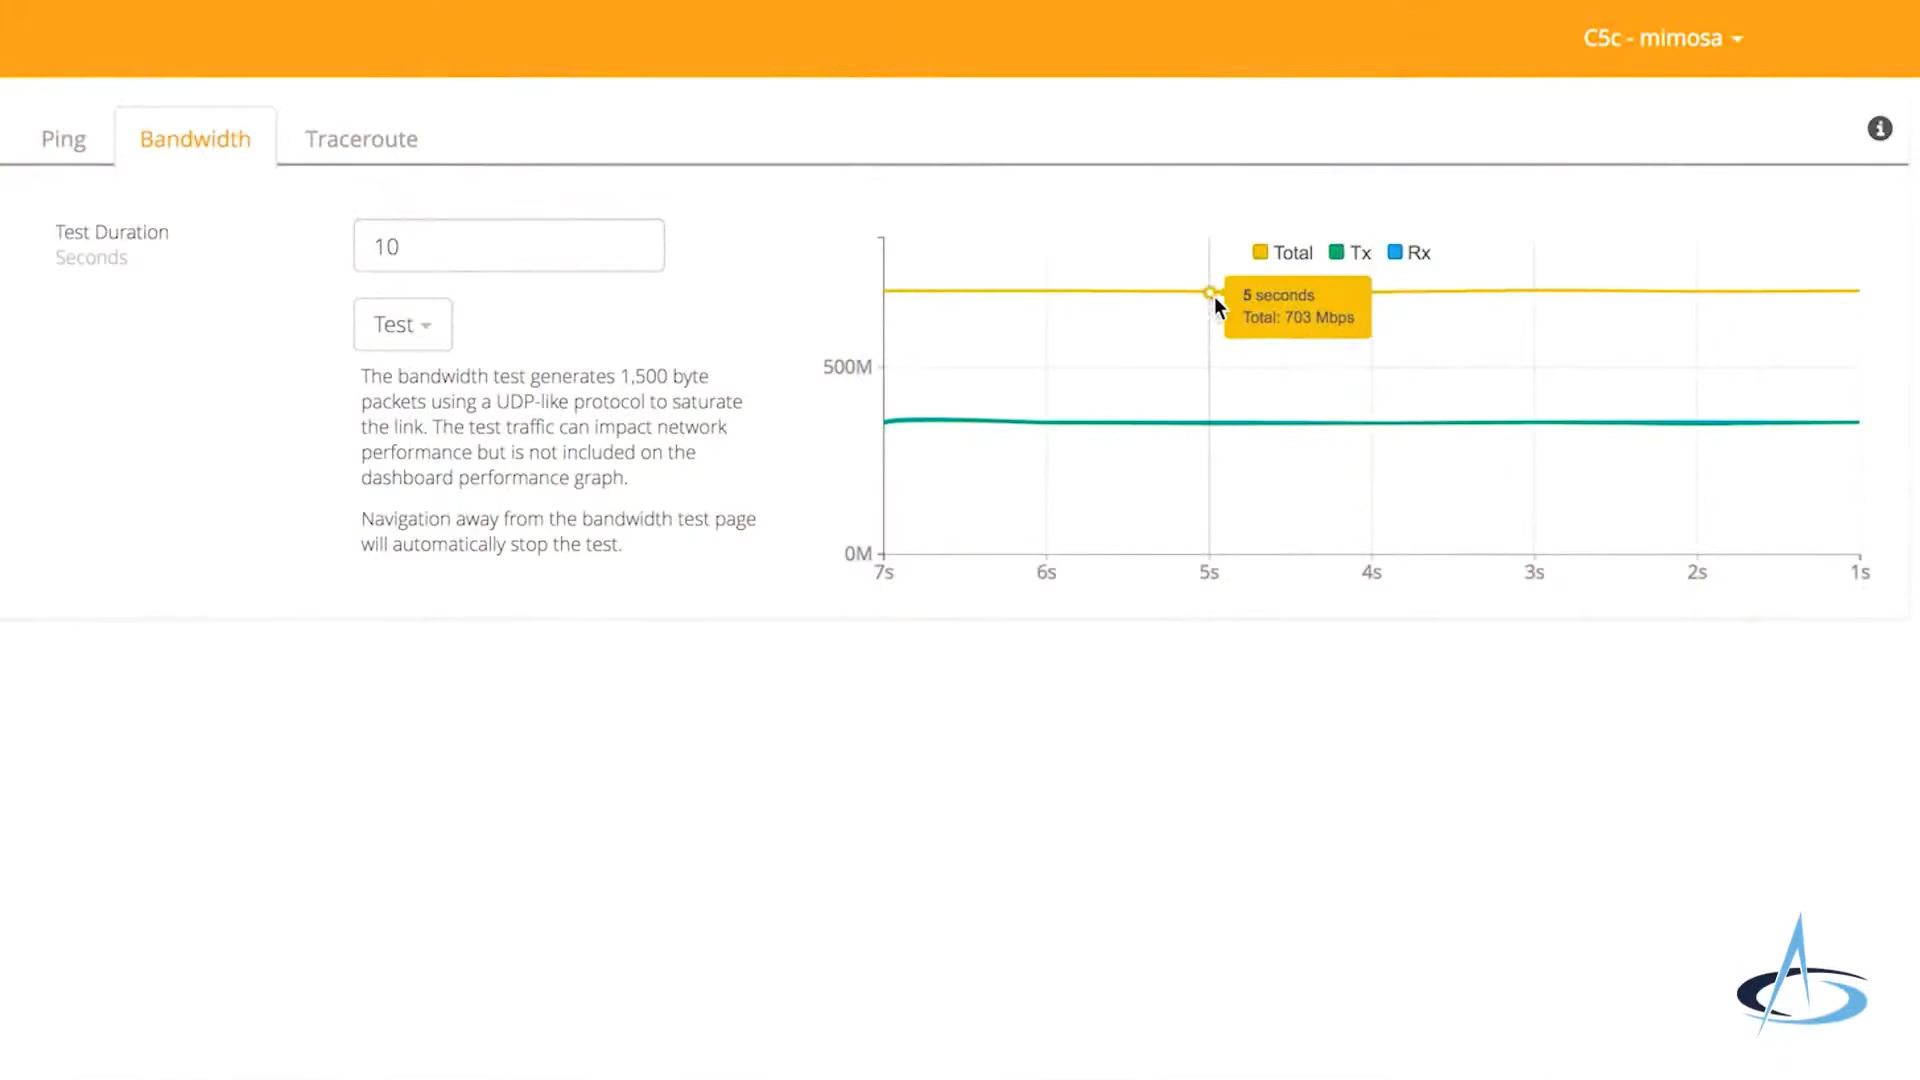 C5c - mimosa
Ping
Bandwidth
Traceroute
Test Duration
Seconds
10
Test
The bandwidth test generates 1,500 byte
packets using a UDP-like protocol to saturate
the link. The test traffic can impact network
performance but is not included on the
dashboard performance graph.
Navigation away from the bandwidth test page
will automatically stop the test.
Total Tx Rx
5 seconds
Total: 703 Mbps
500M
0M
7s 6s 5s 4s 3s 2s 1s